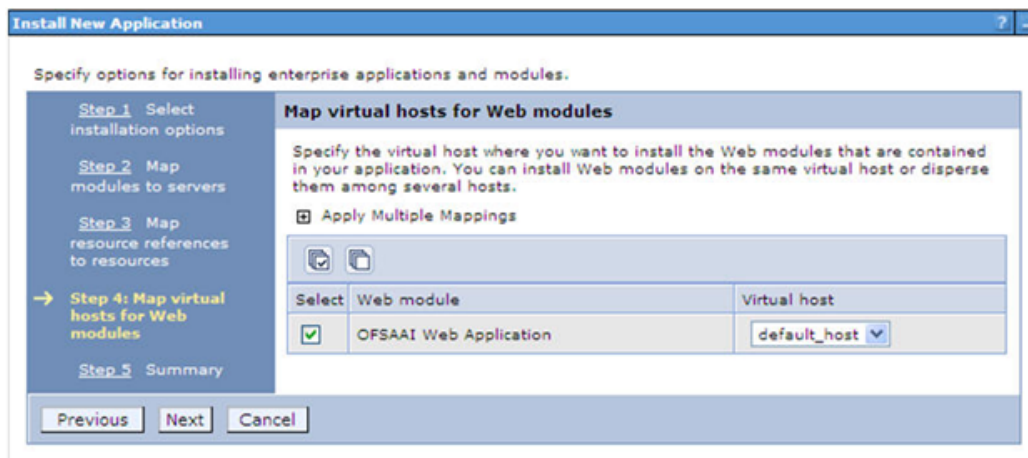 Install New Application
?
Specify options for installing enterprise applications and modules.
Step 1 Select
installation options
Step 2 Map
modules to servers
Step 3 Map
resource references
to resources
Step 4: Map virtual
hosts for Web
modules
Step 5 Summary
Map virtual hosts for Web modules
Specify the virtual host where you want to install the Web modules that are contained
in your application. You can install Web modules on the same virtual host or disperse
them among several hosts.
Apply Multiple Mappings
Select Web module Virtual host
OFSAAI Web Application default_host
Previous Next Cancel